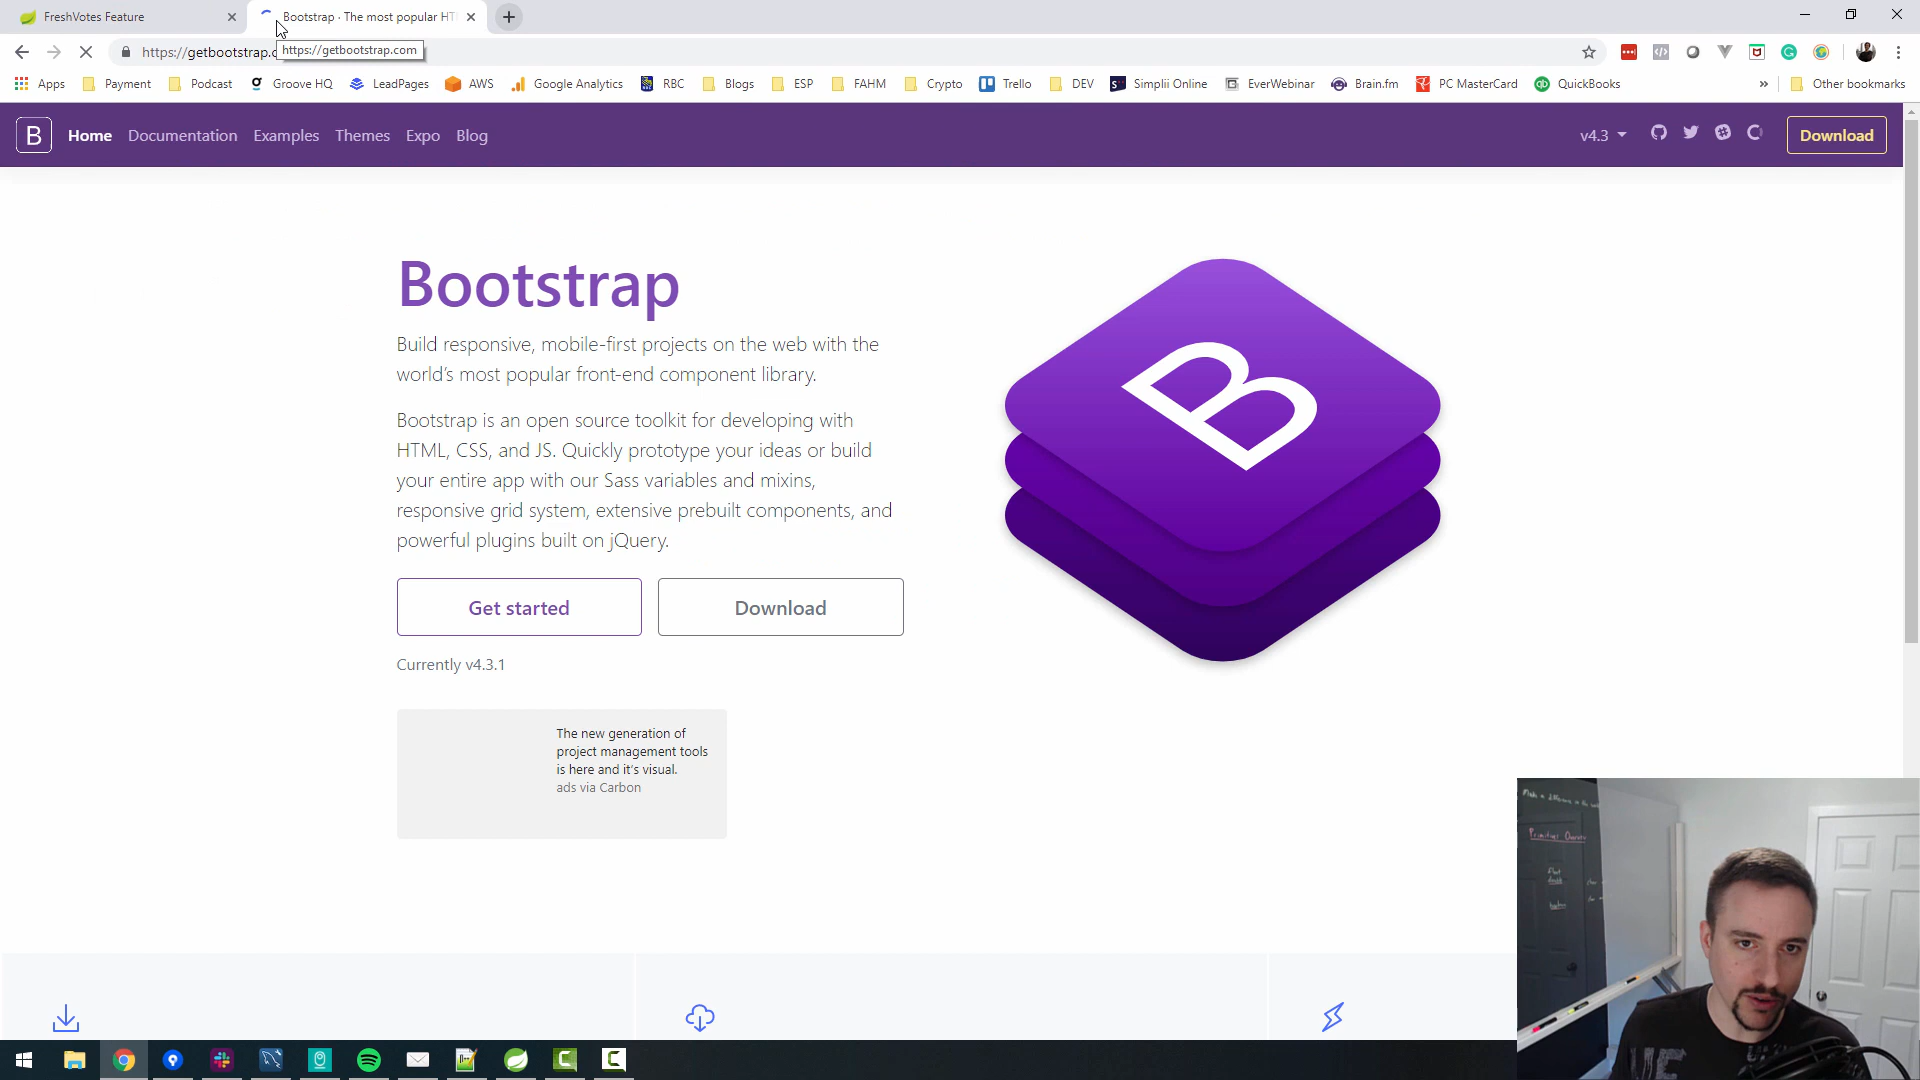 FreshVotes Feature
Bootstrap · The most popular HT
https://getbootstrap.c
https://getbootstrap.com
Apps
Payment
Podcast
Groove HQ
LeadPages
AWS
Google Analytics
RBC
Blogs
ESP
FAHM
Crypto
Trello
DEV
Simplii Online
EverWebinar
Brain.fm
PC MasterCard
QuickBooks
»
Other bookmarks
B
Home
Documentation
Examples
Themes
Expo
Blog
v4.3
Download
Bootstrap
Build responsive, mobile-first projects on the web with the
world's most popular front-end component library.
Bootstrap is an open source toolkit for developing with
HTML, CSS, and JS. Quickly prototype your ideas or build
your entire app with our Sass variables and mixins,
responsive grid system, extensive prebuilt components, and
powerful plugins built on jQuery.
B
Get started
Download
Currently v4.3.1
The new generation of
project management tools
is here and it's visual.
ads via Carbon